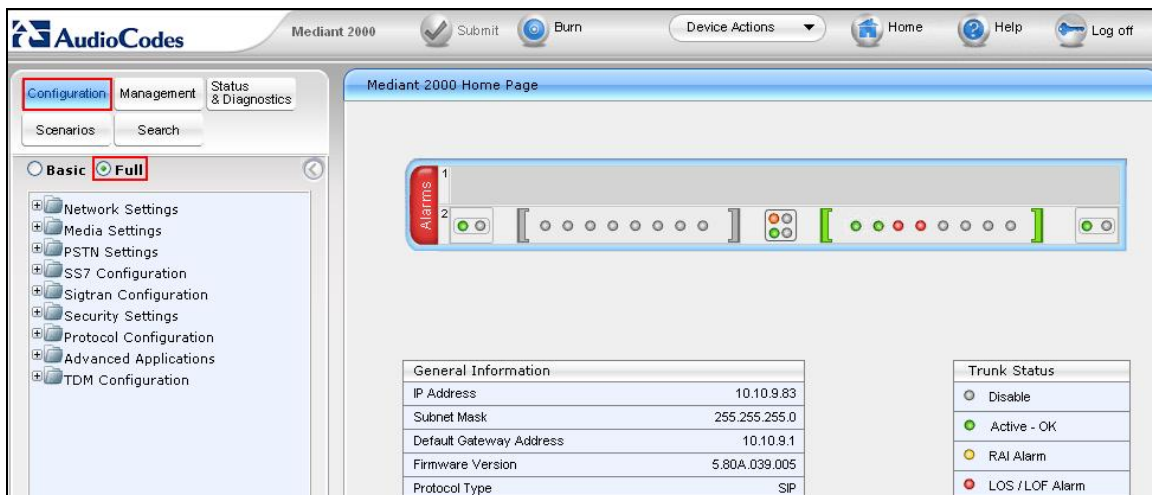 AudioCodes
Mediant 2000
Submit
Burn
Device Actions
Home
Help
Log off
Configuration
Management
Status
& Diagnostics
Scenarios
Search
Basic
Full
Network Settings
Media Settings
PSTN Settings
SS7 Configuration
Sigtran Configuration
Security Settings
Protocol Configuration
Advanced Applications
TDM Configuration
Mediant 2000 Home Page
Alarms
1
2
General Information
IP Address 10.10.9.83
Subnet Mask 255.255.255.0
Default Gateway Address 10.10.9.1
Firmware Version 5.80A.039.005
Protocol Type SIP
Trunk Status
Disable
Active - OK
RAI Alarm
LOS / LOF Alarm